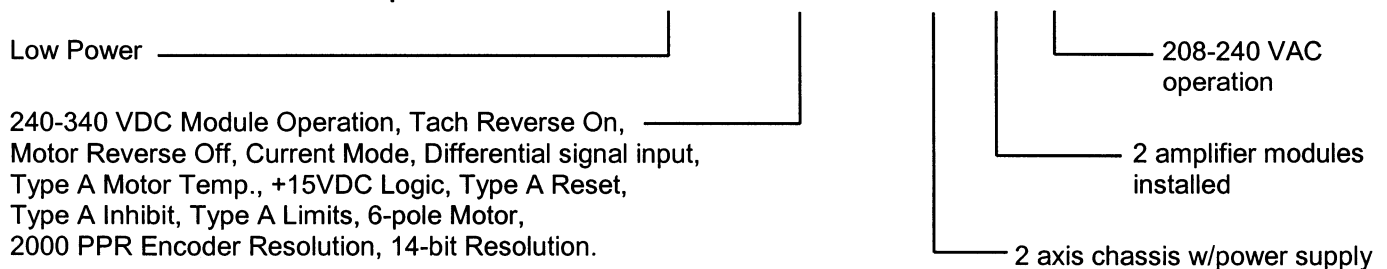 Low Power
240-340 VDC Module Operation, Tach Reverse On,
Motor Reverse Off, Current Mode, Differential signal input,
Type A Motor Temp., +15VDC Logic, Type A Reset,
Type A Inhibit, Type A Limits, 6-pole Motor,
2000 PPR Encoder Resolution, 14-bit Resolution.
208-240 VAC
operation
2 amplifier modules
installed
2 axis chassis w/power supply